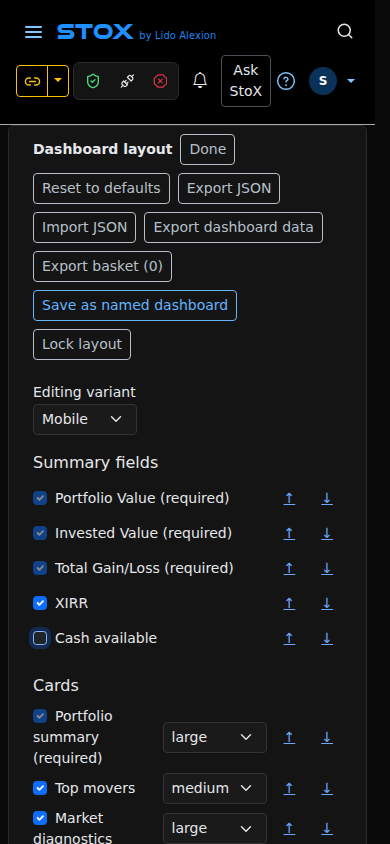 STOX by Lido Alexion
Ask
StoX
S
Dashboard layout Done
Reset to defaults Export JSON
Import JSON Export dashboard data
Export basket (0)
Save as named dashboard
Lock layout
Editing variant
Mobile
Summary fields
Portfolio Value (required) ↑ ↓
Invested Value (required) ↑ ↓
Total Gain/Loss (required) ↑ ↓
XIRR ↑ ↓
Cash available ↑ ↓
Cards
Portfolio
summary
(required) large ↑ ↓
Top movers medium ↑ ↓
Market
diagnostics large ↑ ↓